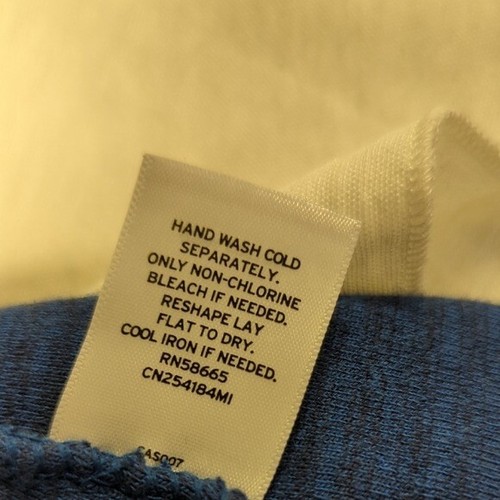 HAND WASH COLD
SEPARATELY.
ONLY NON-CHLORINE
BLEACH IF NEEDED.
RESHAPE LAY
FLAT TO DRY.
COOL IRON IF NEEDED.
RN58665
CN254184MI
CAS007